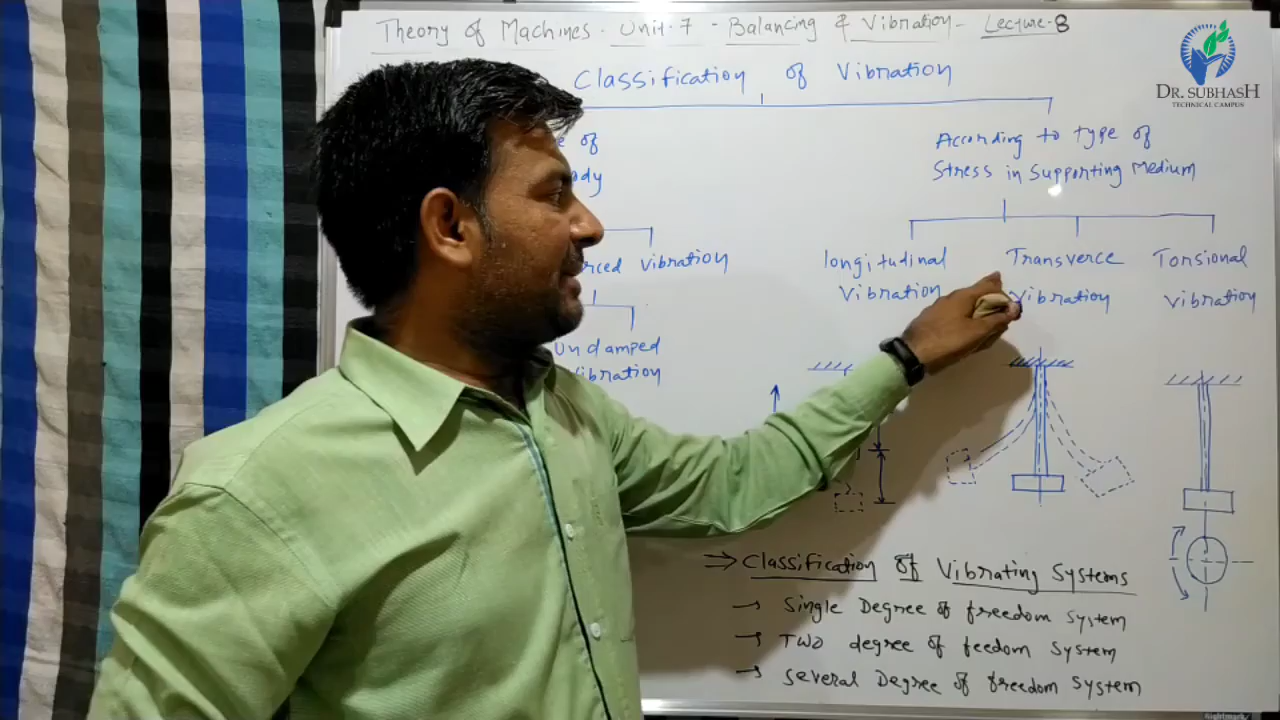 Theory of Machines. Unit-7 - Balancing & Vibration - Lecture-8
DR. SUBHASH
TECHNICAL CAMPUS
Classification of Vibration
of
According to type of
Stress in Supporting Medium
Vibration
longitudinal
Vibration
Transverce
Vibration
Torsional
Vibration
Undamped
⇒ Classification of Vibrating Systems
→ Single Degree of freedom system
→ Two degree of feedom system
→ Several Degree of freedom system